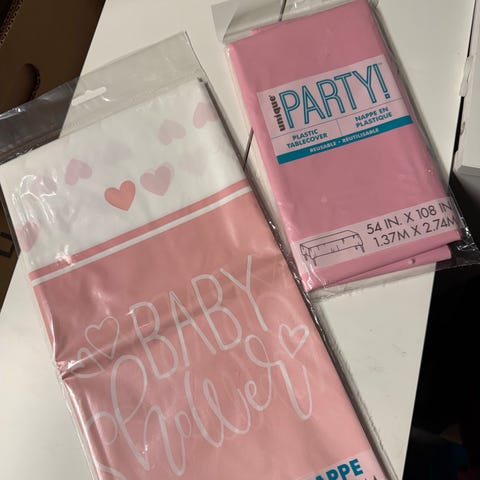 unique
PARTY!
PLASTIC TABLECOVER
NAPPE EN PLASTIQUE
REUSABLE • RÉUTILISABLE
54 IN. X 108 IN
1.37M X 2.74M
BABY
Shower
APPE